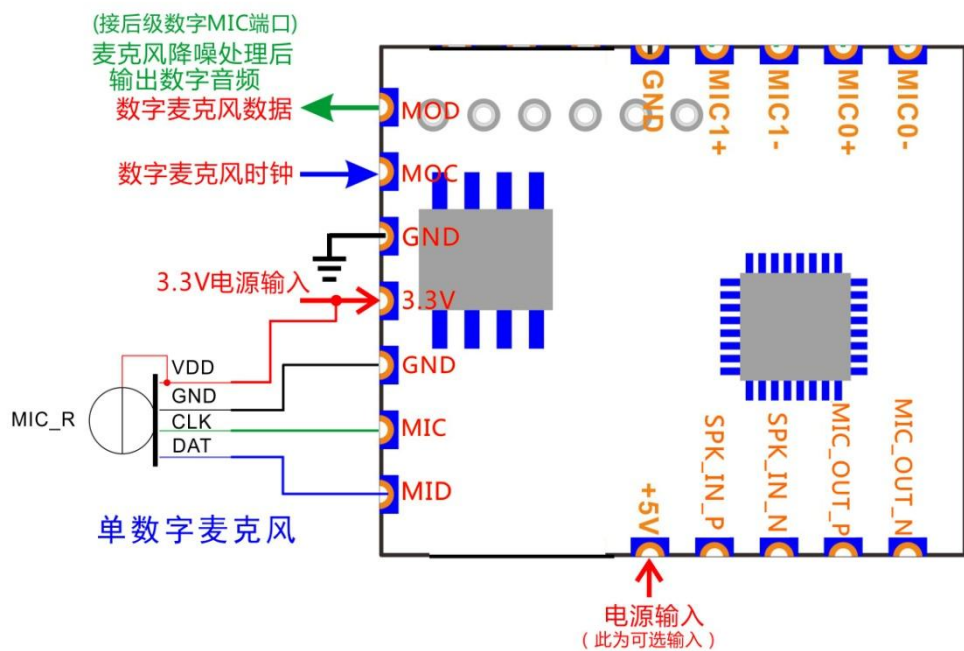 (接后级数字MIC端口)
麦克风降噪处理后
输出数字音频
数字麦克风数据
MOD
数字麦克风时钟
MOC
GND
3.3V电源输入
3.3V
GND
MIC
MID
VDD
GND
CLK
DAT
MIC_R
单数字麦克风
GND
MIC1+
MIC1-
MIC0+
MIC0-
+5V
SPK_IN_P
SPK_IN_N
MIC_OUT_P
MIC_OUT_N
电源输入
(此为可选输入)